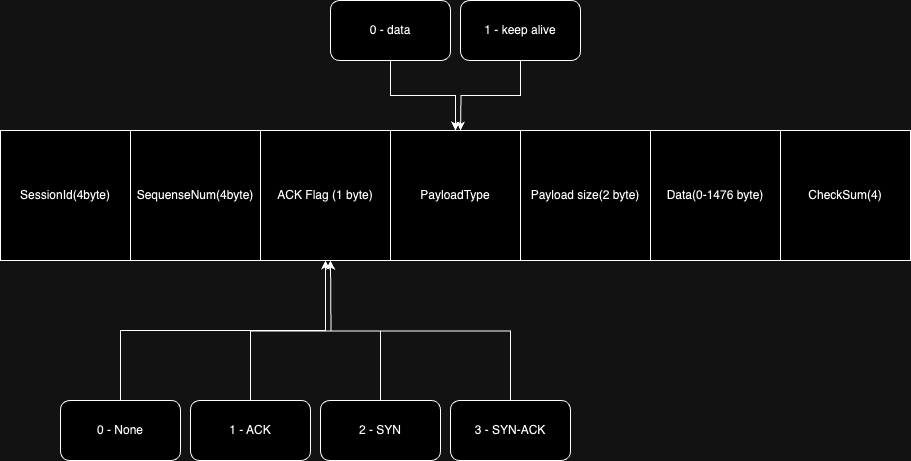 0 - data
1 - keep alive
SessionId(4byte)
SequenseNum(4byte)
ACK Flag (1 byte)
PayloadType
Payload size(2 byte)
Data(0-1476 byte)
CheckSum(4)
0 - None
1 - ACK
2 - SYN
3 - SYN-ACK